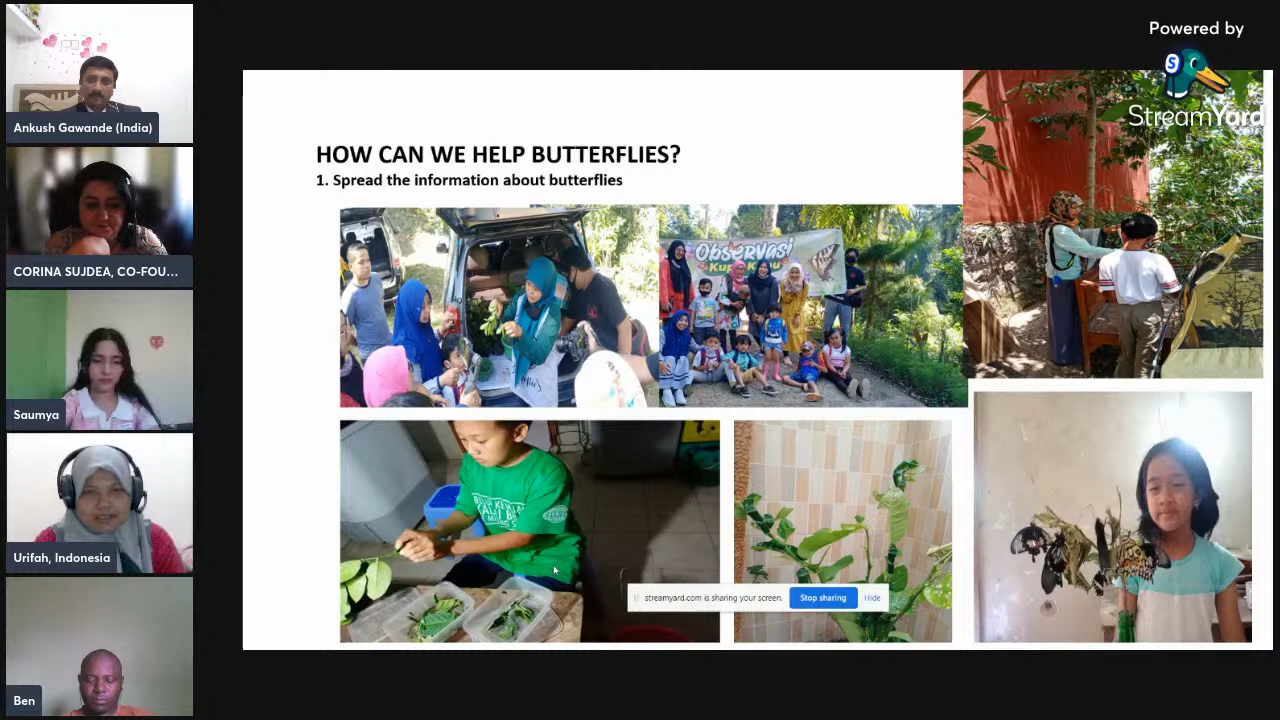 Powered by
StreamYard
Ankush Gawande (India)
CORINA SUJDEA, CO-FOU...
Saumya
Urifah, Indonesia
Ben
HOW CAN WE HELP BUTTERFLIES?
1. Spread the information about butterflies
Observasi
streamyard.com is sharing your screen.
Stop sharing
Hide